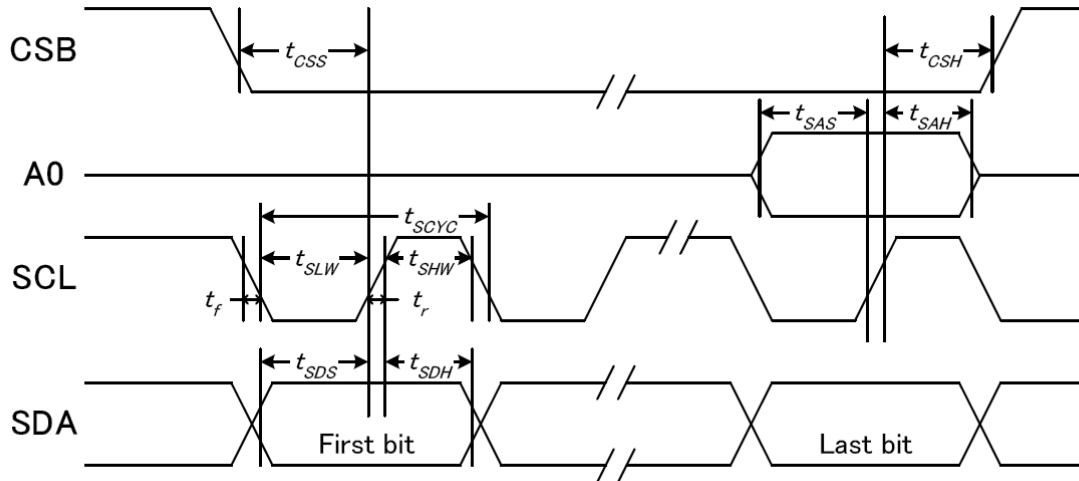 CSB
t_CSS
t_CSH
A0
t_SAS
t_SAH
SCL
t_SCYC
t_SLW
t_SHW
t_f
t_r
SDA
t_SDS
t_SDH
First bit
Last bit